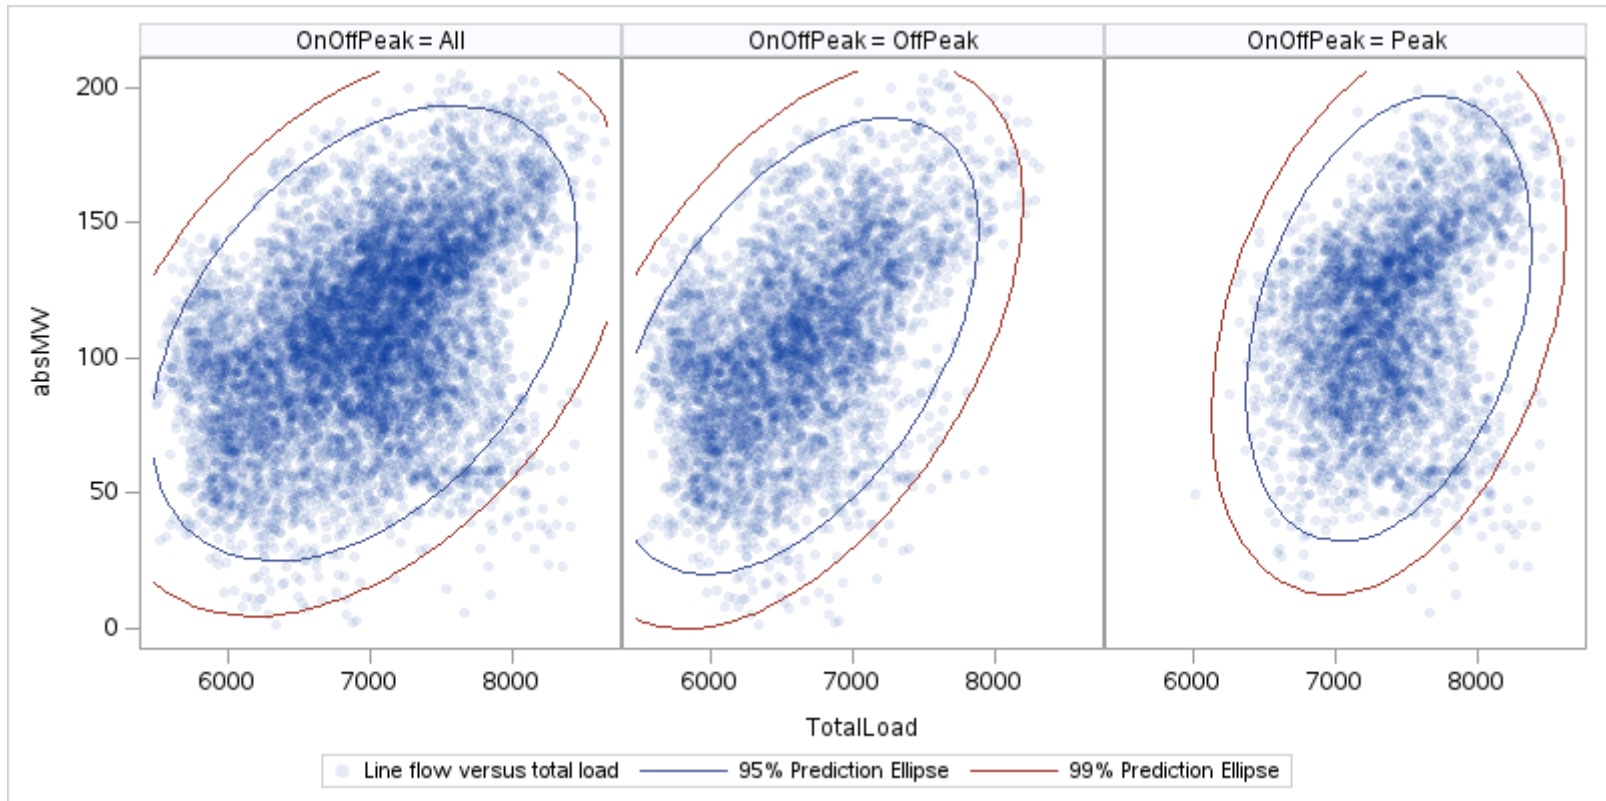 OnOffPeak = All
OnOffPeak = OffPeak
OnOffPeak = Peak
200
150
100
50
0
absMW
6000 7000 8000
6000 7000 8000
6000 7000 8000
TotalLoad
Line flow versus total load 95% Prediction Ellipse 99% Prediction Ellipse